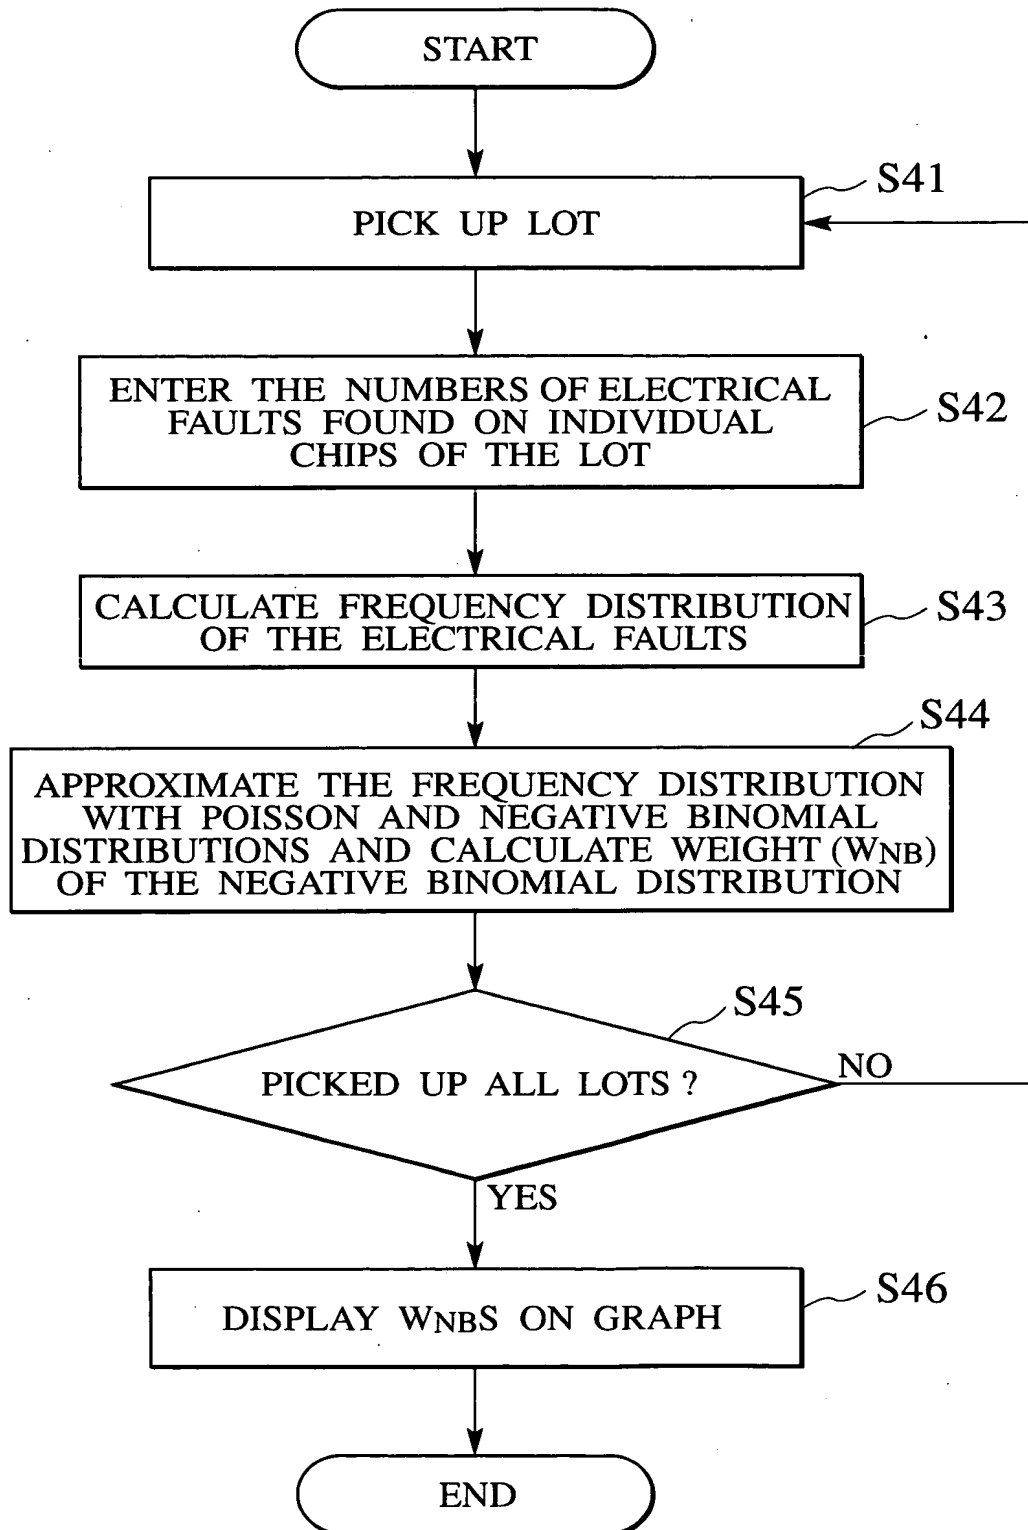 START
S41
PICK UP LOT
ENTER THE NUMBERS OF ELECTRICAL
FAULTS FOUND ON INDIVIDUAL
CHIPS OF THE LOT
S42
CALCULATE FREQUENCY DISTRIBUTION
OF THE ELECTRICAL FAULTS
S43
S44
APPROXIMATE THE FREQUENCY DISTRIBUTION
WITH POISSON AND NEGATIVE BINOMIAL
DISTRIBUTIONS AND CALCULATE WEIGHT (WNB)
OF THE NEGATIVE BINOMIAL DISTRIBUTION
S45
PICKED UP ALL LOTS ?
NO
YES
S46
DISPLAY WNBS ON GRAPH
END